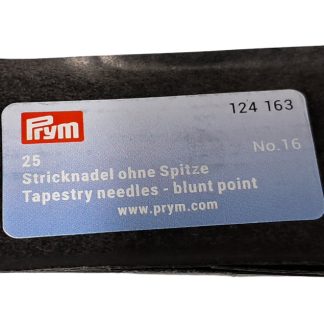 Prym
124 163
25
No.16
Stricknadel ohne Spitze
Tapestry needles - blunt point
www.prym.com